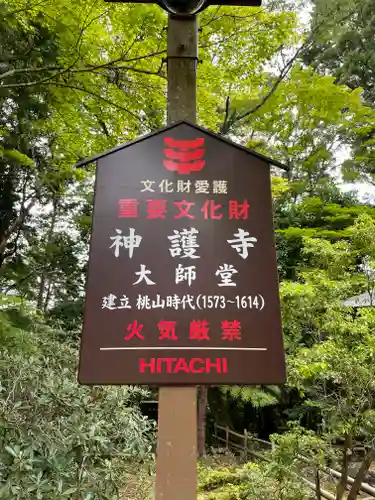 文化財愛護
重要文化財
神護寺
大師堂
建立 桃山時代(1573~1614)
火気厳禁
HITACHI